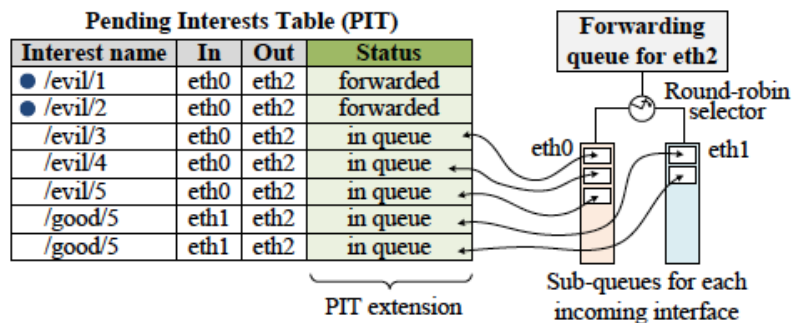 Pending Interests Table (PIT)
Interest name In Out Status
/evil/1 eth0 eth2 forwarded
/evil/2 eth0 eth2 forwarded
/evil/3 eth0 eth2 in queue
/evil/4 eth0 eth2 in queue
/evil/5 eth0 eth2 in queue
/good/5 eth1 eth2 in queue
/good/5 eth1 eth2 in queue
PIT extension
Forwarding
queue for eth2
Round-robin
selector
eth0
eth1
Sub-queues for each
incoming interface